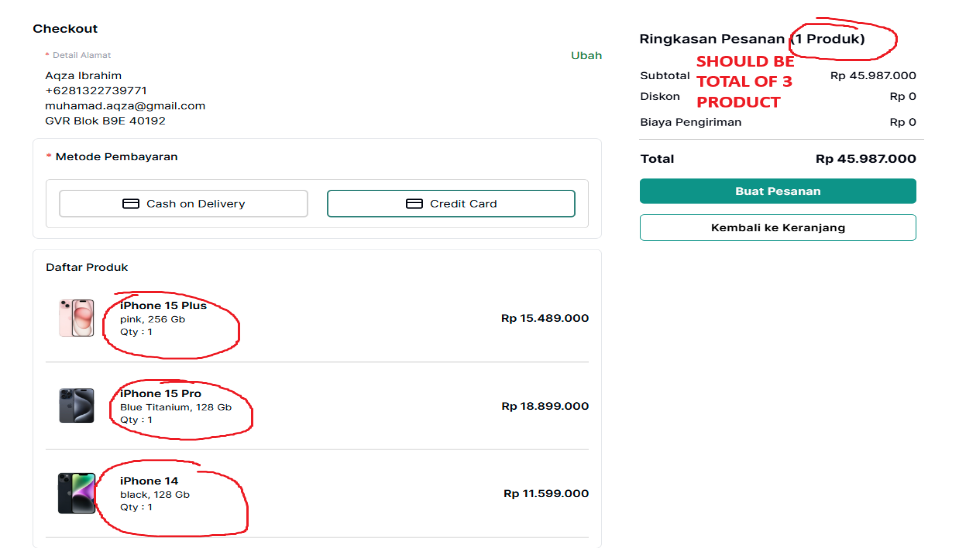 Checkout
* Detail Alamat
Ubah
Aqza Ibrahim
+6281322739771
muhamad.aqza@gmail.com
GVR Blok B9E 40192
* Metode Pembayaran
Cash on Delivery
Credit Card
Daftar Produk
iPhone 15 Plus
pink, 256 Gb
Qty : 1
Rp 15.489.000
iPhone 15 Pro
Blue Titanium, 128 Gb
Qty : 1
Rp 18.899.000
iPhone 14
black, 128 Gb
Qty : 1
Rp 11.599.000
Ringkasan Pesanan (1 Produk)
SHOULD BE
TOTAL OF 3
PRODUCT
Subtotal Rp 45.987.000
Diskon Rp 0
Biaya Pengiriman Rp 0
Total Rp 45.987.000
Buat Pesanan
Kembali ke Keranjang